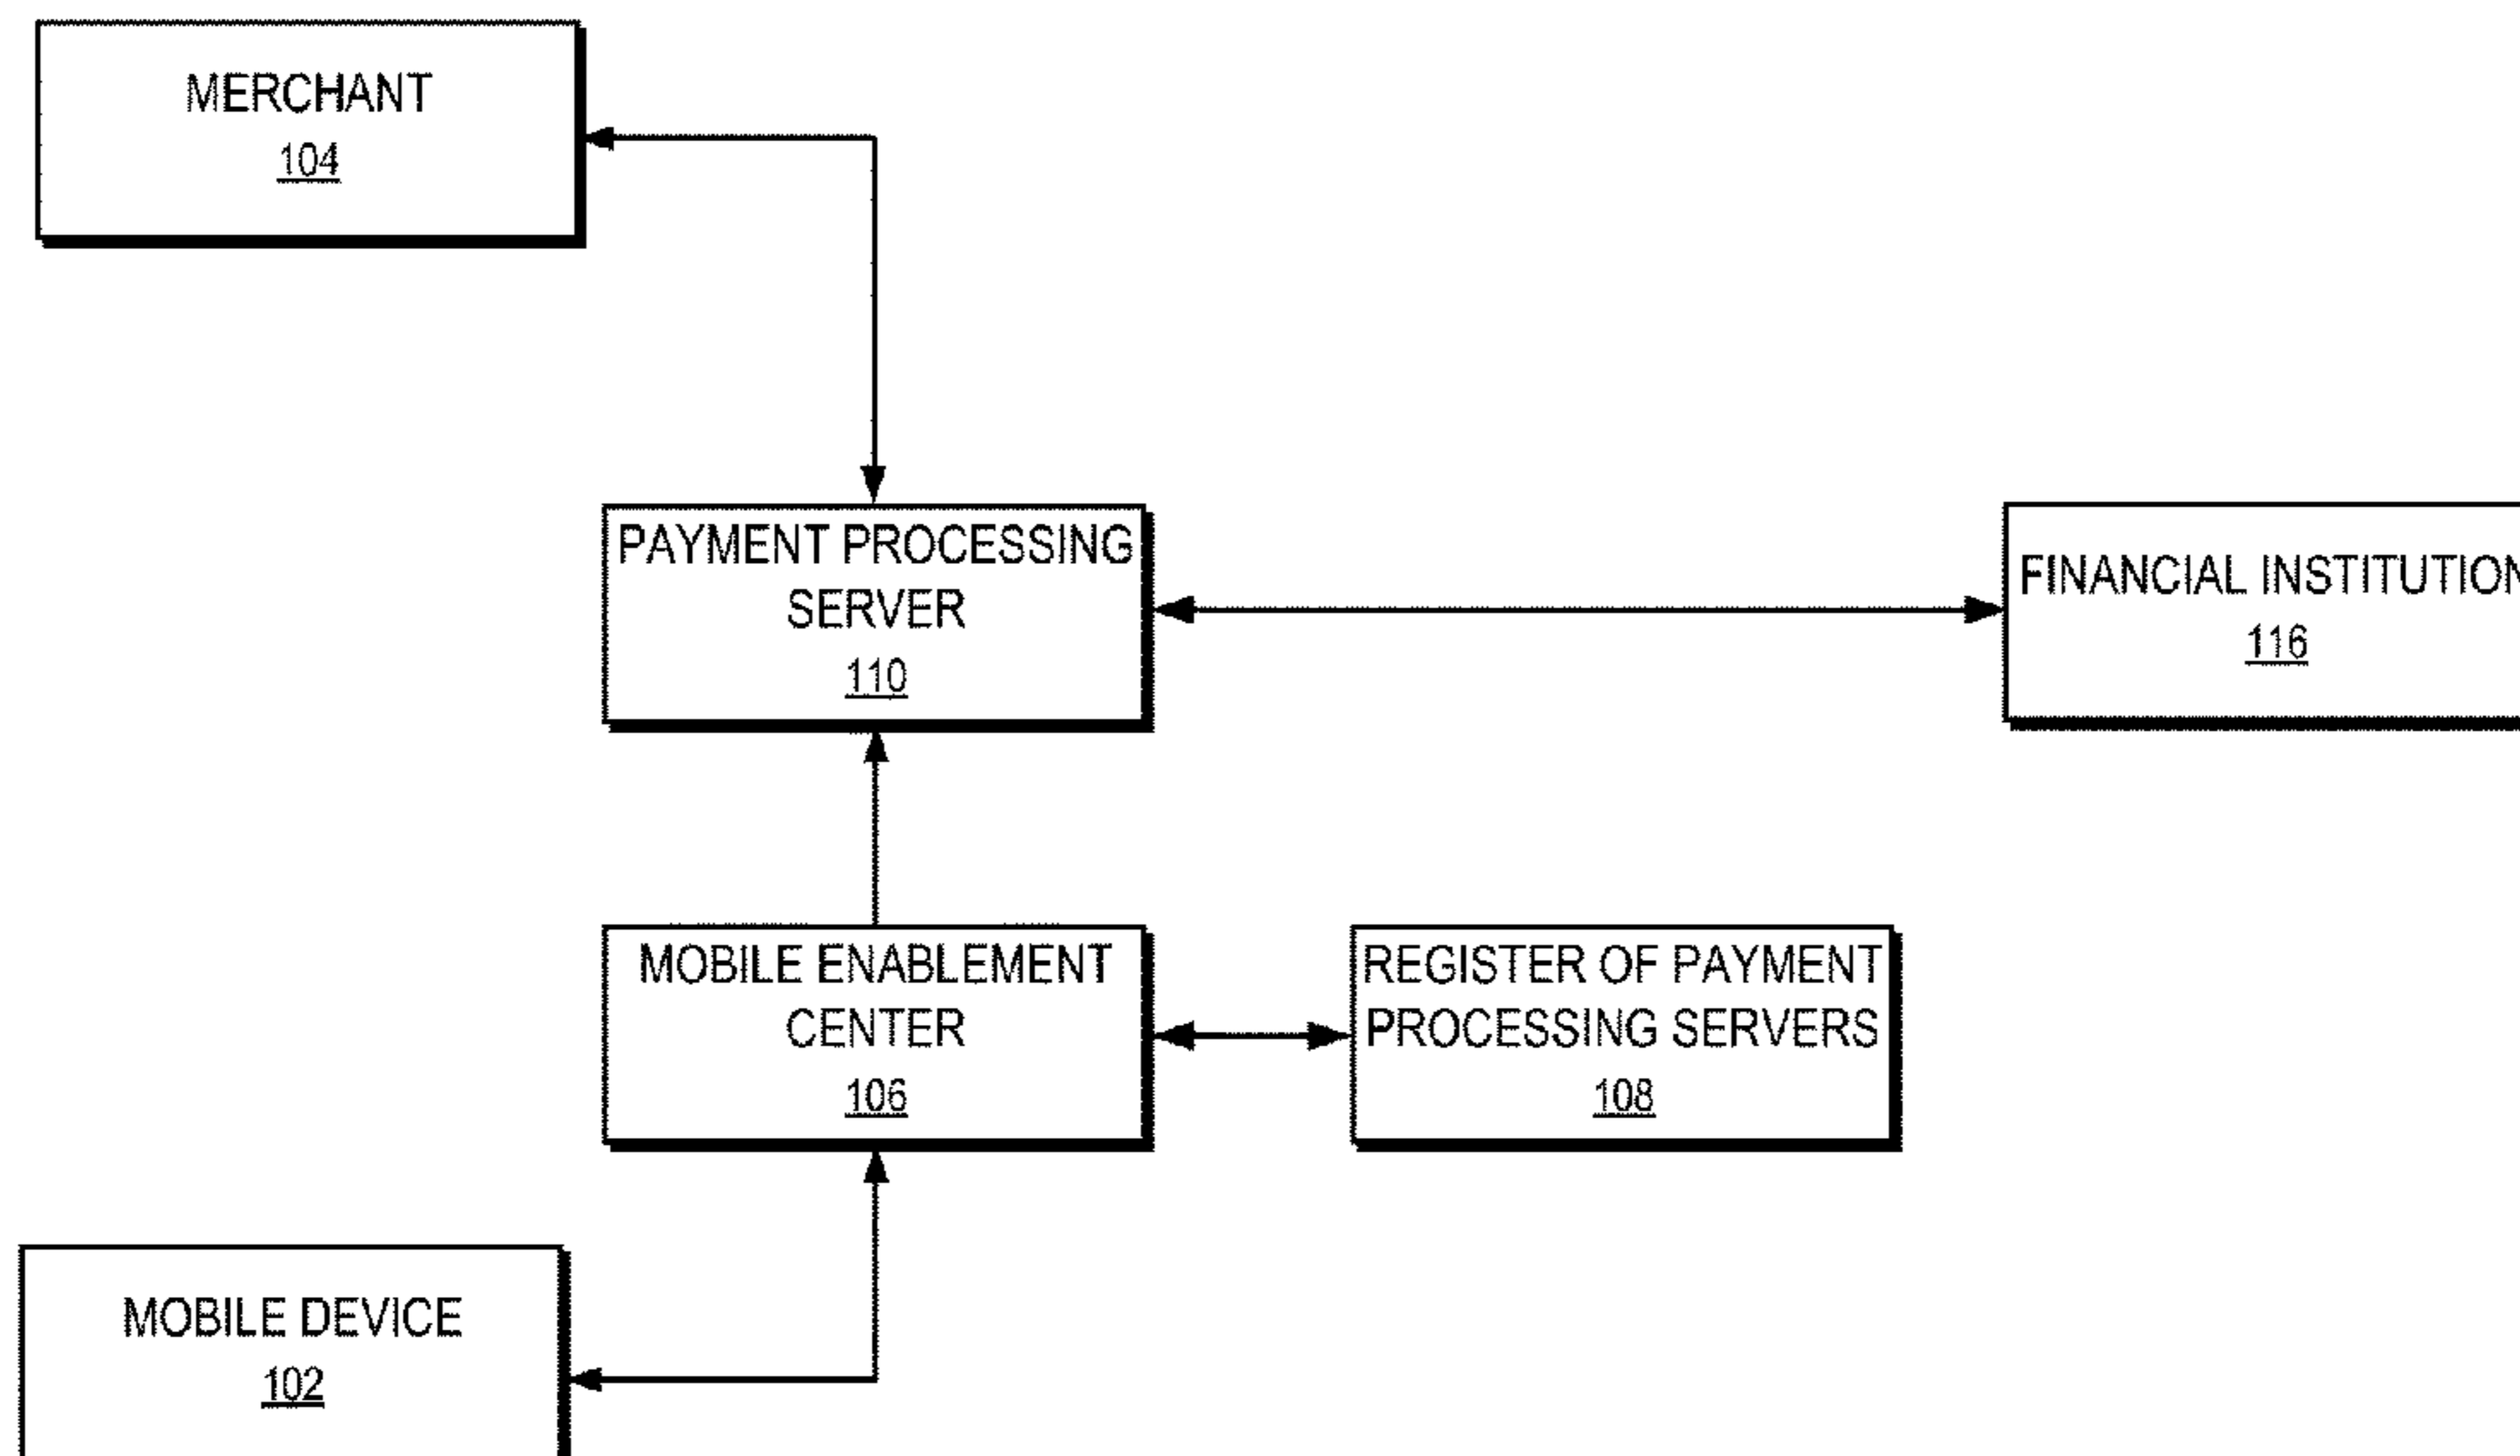 MERCHANT
104
PAYMENT PROCESSING
SERVER
110
FINANCIAL INSTITUTION
116
MOBILE ENABLEMENT
CENTER
106
REGISTER OF PAYMENT
PROCESSING SERVERS
108
MOBILE DEVICE
102